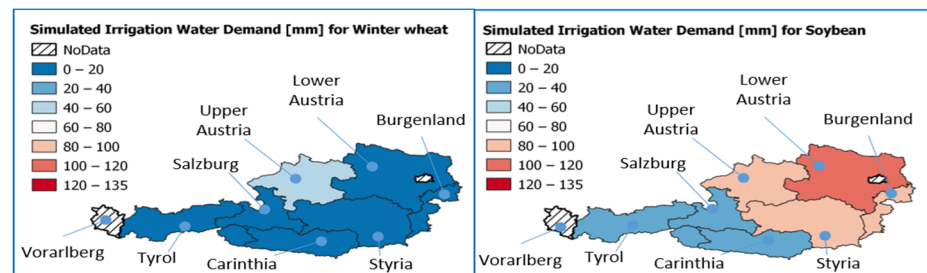 Simulated Irrigation Water Demand [mm] for Winter wheat
NoData
0 – 20
20 – 40
40 – 60
60 – 80
80 – 100
100 – 120
120 – 135
Lower
Austria
Upper
Austria
Burgenland
Salzburg
Vorarlberg
Tyrol
Carinthia
Styria
Simulated Irrigation Water Demand [mm] for Soybean
NoData
0 – 20
20 – 40
40 – 60
60 – 80
80 – 100
100 – 120
120 – 135
Lower
Austria
Upper
Austria
Burgenland
Salzburg
Vorarlberg
Tyrol
Carinthia
Styria